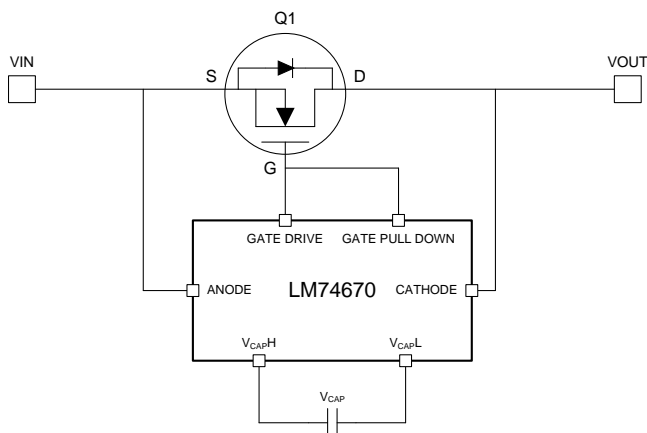 Q1
VIN
VOUT
S
D
G
GATE DRIVE
GATE PULL DOWN
ANODE
LM74670
CATHODE
VCAPH
VCAPL
VCAP